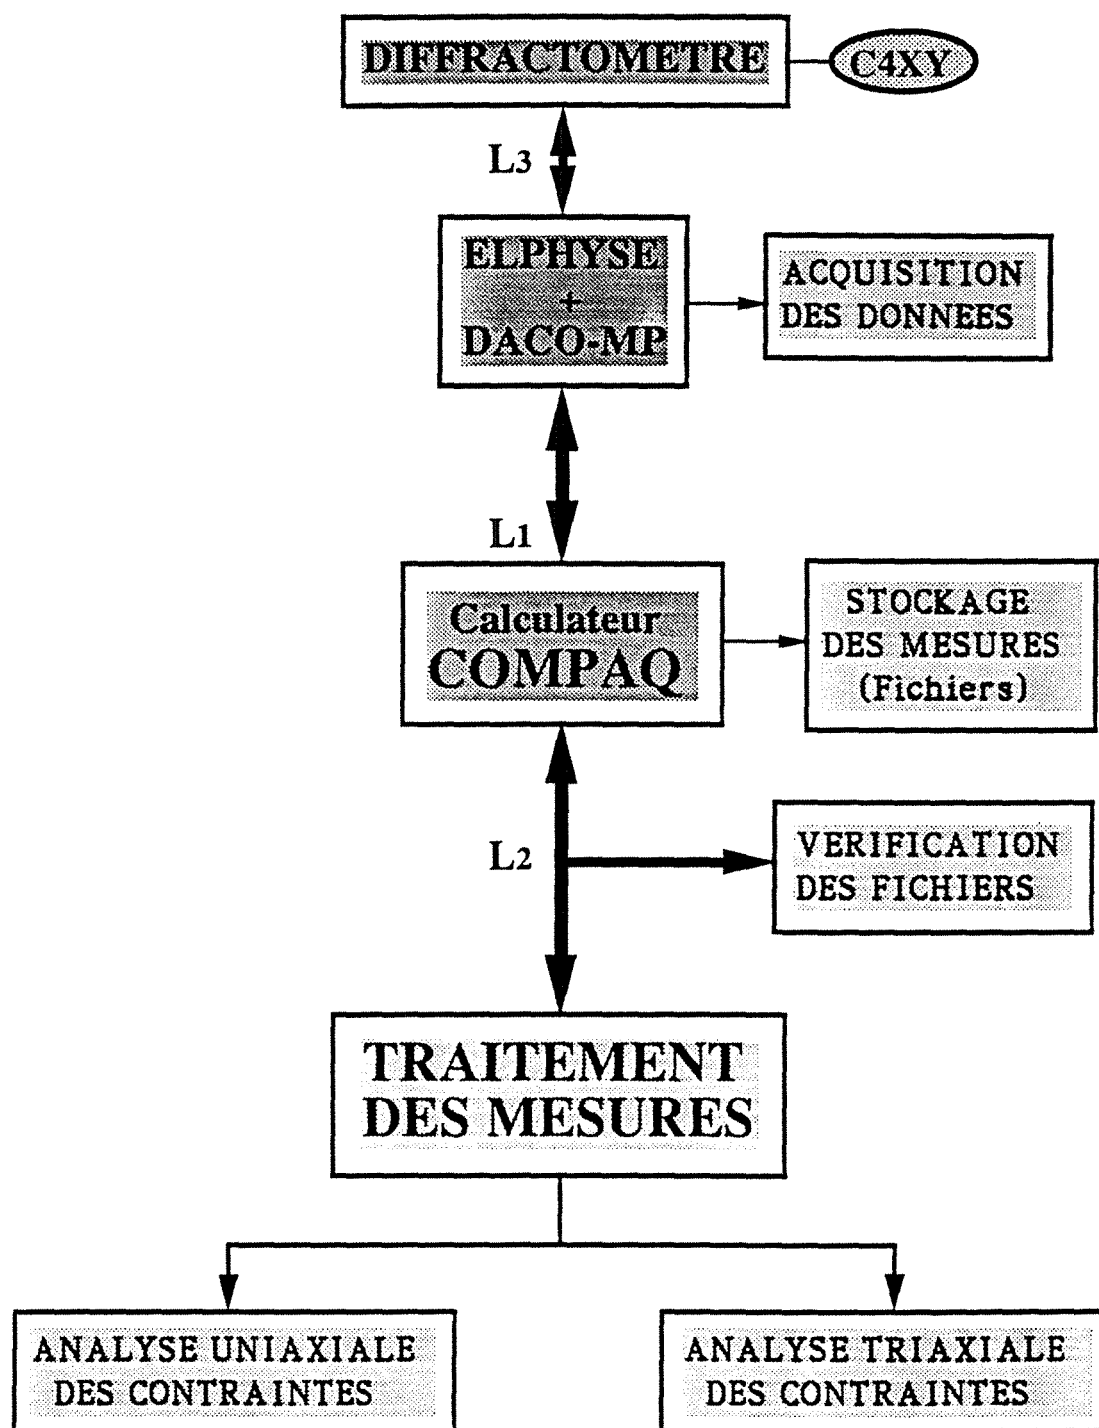 DIFFRACTOMETRE
C4XY
L3
ELPHYSE
+
DACO-MP
ACQUISITION
DES DONNEES
L1
Calculateur
COMPAQ
STOCKAGE
DES MESURES
(Fichiers)
L2
VERIFICATION
DES FICHIERS
TRAITEMENT
DES MESURES
ANALYSE UNIAXIALE
DES CONTRAINTES
ANALYSE TRIAXIALE
DES CONTRAINTES